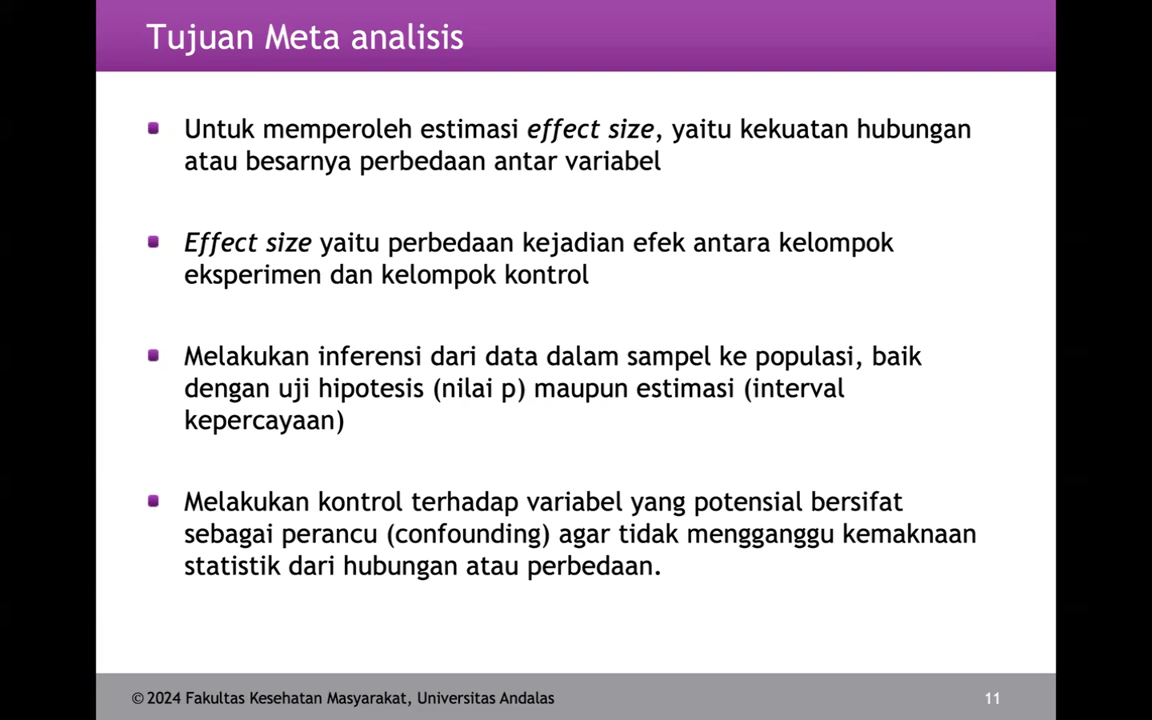 Tujuan Meta analisis
Untuk memperoleh estimasi effect size, yaitu kekuatan hubungan
atau besarnya perbedaan antar variabel
Effect size yaitu perbedaan kejadian efek antara kelompok
eksperimen dan kelompok kontrol
Melakukan inferensi dari data dalam sampel ke populasi, baik
dengan uji hipotesis (nilai p) maupun estimasi (interval
kepercayaan)
Melakukan kontrol terhadap variabel yang potensial bersifat
sebagai perancu (confounding) agar tidak mengganggu kemaknaan
statistik dari hubungan atau perbedaan.
© 2024 Fakultas Kesehatan Masyarakat, Universitas Andalas
11